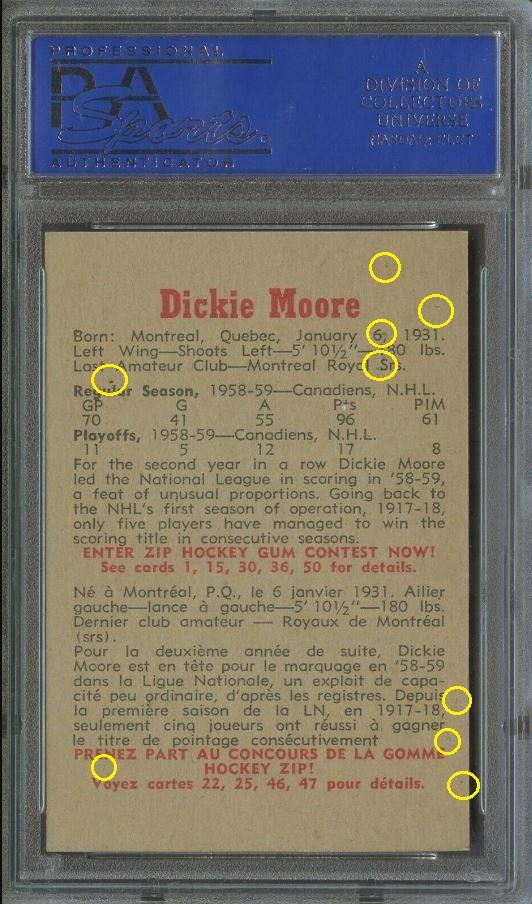 PROFESSIONAL
PSA
Sports
AUTHENTICATOR
A
DIVISION OF
COLLECTORS
UNIVERSE
NASDAQ: CLCT
Dickie Moore
Born: Montreal, Quebec, January 6, 1931.
Left Wing—Shoots Left—5' 10½"—180 lbs.
Last Amateur Club—Montreal Royal Srs.
Regular Season, 1958-59—Canadiens, N.H.L.
GP G A Pts PIM
70 41 55 96 61
Playoffs, 1958-59—Canadiens, N.H.L.
11 5 12 17 8
For the second year in a row Dickie Moore
led the National League in scoring in '58-59,
a feat of unusual proportions. Going back to
the NHL's first season of operation, 1917-18,
only five players have managed to win the
scoring title in consecutive seasons.
ENTER ZIP HOCKEY GUM CONTEST NOW!
See cards 1, 15, 30, 36, 50 for details.
Né à Montréal, P.Q., le 6 janvier 1931. Ailier
gauche—lance à gauche—5' 10½"—180 lbs.
Dernier club amateur — Royaux de Montréal
(srs).
Pour la deuxième année de suite, Dickie
Moore est en tête pour le marquage en '58-59
dans la Ligue Nationale, un exploit de capa-
cité peu ordinaire, d'après les registres. Depuis
la première saison de la LN, en 1917-18,
seulement cinq joueurs ont réussi à gagner
le titre de pointage consécutivement
PRENEZ PART AU CONCOURS DE LA GOMME
HOCKEY ZIP!
Voyez cartes 22, 25, 46, 47 pour détails.